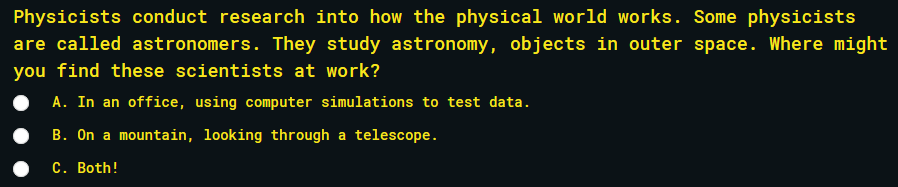 Physicists conduct research into how the physical world works. Some physicists
are called astronomers. They study astronomy, objects in outer space. Where might
you find these scientists at work?
A. In an office, using computer simulations to test data.
B. On a mountain, looking through a telescope.
C. Both!